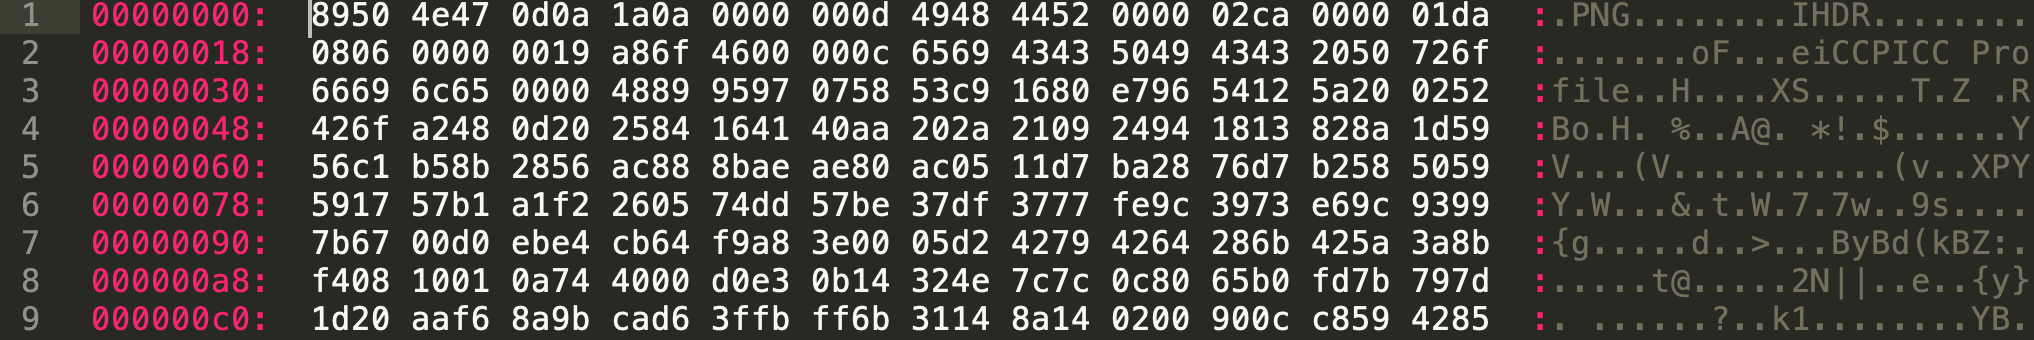 1 00000000: 8950 4e47 0d0a 1a0a 0000 000d 4948 4452 0000 02ca 0000 01da :.PNG........IHDR........
2 00000018: 0806 0000 0019 a86f 4600 000c 6569 4343 5049 4343 2050 726f :.......oF...eiCCPICC Pro
3 00000030: 6669 6c65 0000 4889 9597 0758 53c9 1680 e796 5412 5a20 0252 :file..H....XS.....T.Z .R
4 00000048: 426f a248 0d20 2584 1641 40aa 202a 2109 2494 1813 828a 1d59 :Bo.H. %..A@. *!.$......Y
5 00000060: 56c1 b58b 2856 ac88 8bae ae80 ac05 11d7 ba28 76d7 b258 5059 :V...(V...........(v..XPY
6 00000078: 5917 57b1 a1f2 2605 74dd 57be 37df 3777 fe9c 3973 e69c 9399 :Y.W...&.t.W.7.7w..9s....
7 00000090: 7b67 00d0 ebe4 cb64 f9a8 3e00 05d2 4279 4264 286b 425a 3a8b :{g.....d..>...ByBd(kBZ:.
8 000000a8: f408 1001 0a74 4000 d0e3 0b14 324e 7c7c 0c80 65b0 fd7b 797d :.....t@.....2N||..e..{y}
9 000000c0: 1d20 aaf6 8a9b cad6 3ffb ff6b 3114 8a14 0200 900c c859 4285 :. ......?..k1........YB.